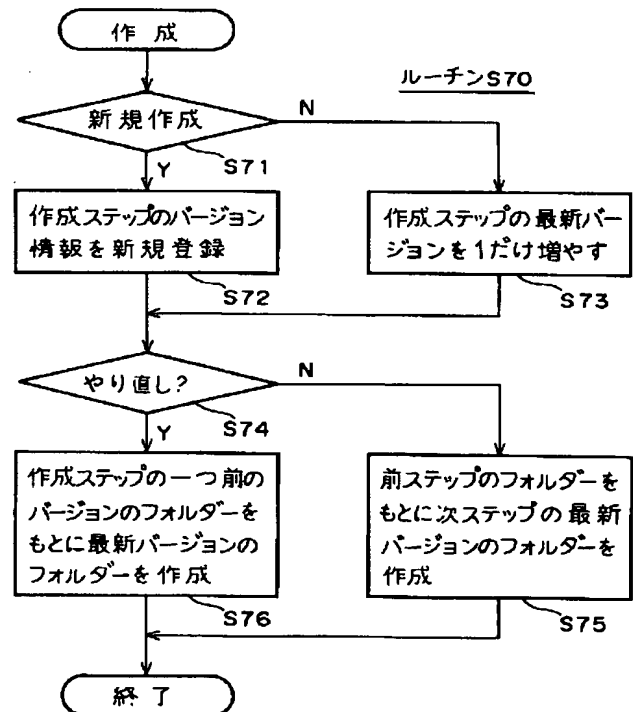 作成
ルーチンS70
新規作成
N
S71
Y
作成ステップのバージョン
情報を新規登録
S72
作成ステップの最新バー
ジョンを1だけ増やす
S73
やり直し?
N
S74
Y
作成ステップの一つ前の
バージョンのフォルダーを
もとに最新バージョンの
フォルダーを作成
S76
前ステップのフォルダーを
もとに次ステップの最新
バージョンのフォルダーを
作成
S75
終了